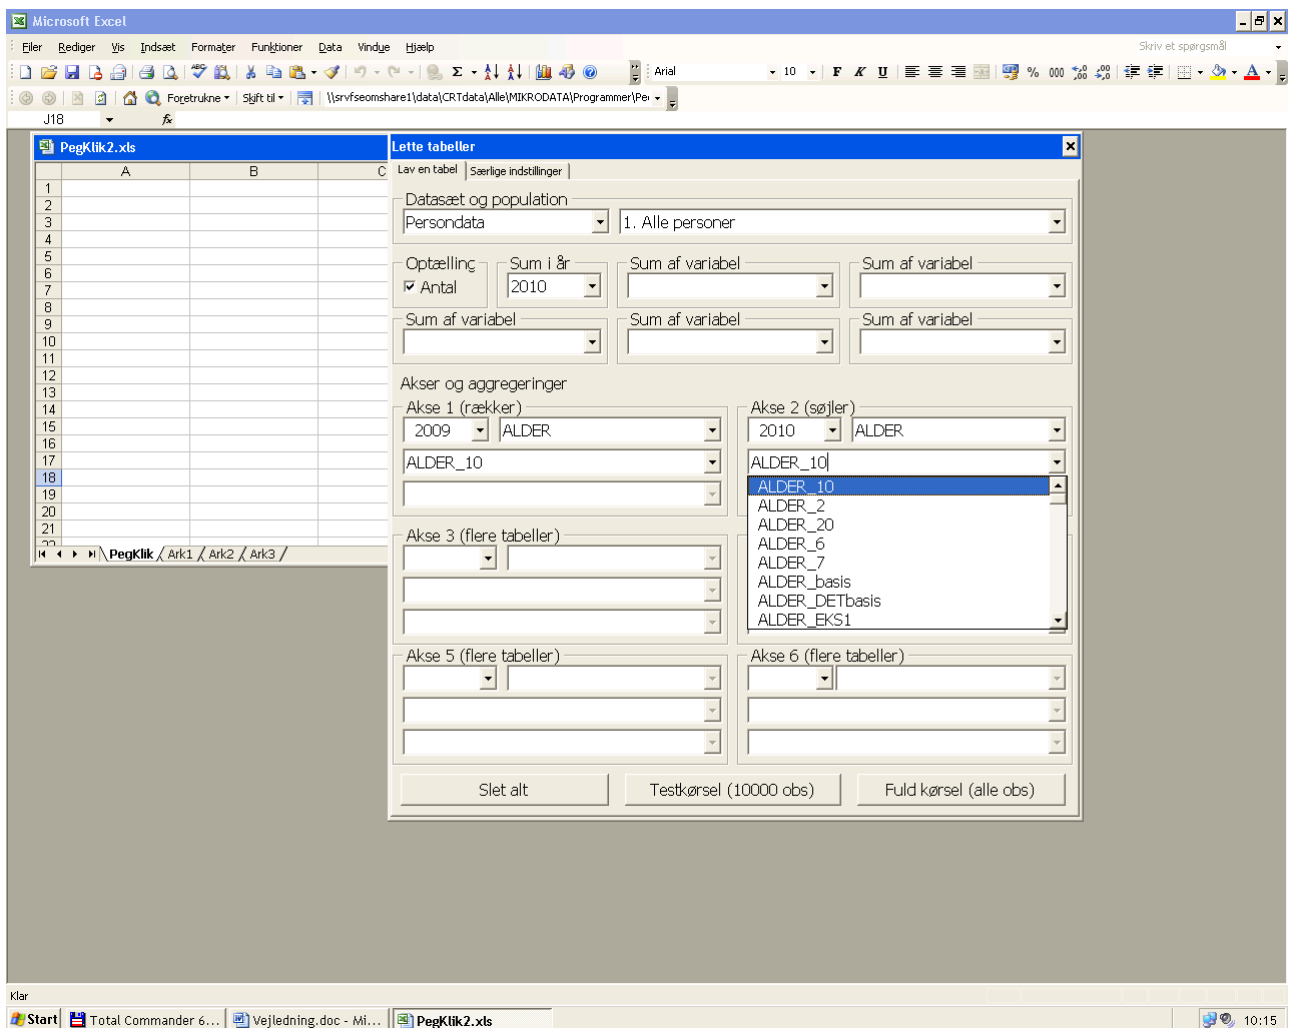 Microsoft Excel
Filer Rediger Vis Indsæt Formater Funktioner Data Vindue Hjælp Skriv et spørgsmål
Arial 10 F K U % 000
Foretrukne Skift til \\srvfseomshare1\data\CRTdata\Alle\MIKRODATA\Programmer\Pe
J18 fx
PegKlik2.xls
A B C
1
2
3
4
5
6
7
8
9
10
11
12
13
14
15
16
17
18
19
20
21
22
PegKlik Ark1 Ark2 Ark3
Lette tabeller
Lav en tabel Særlige indstillinger
Datasæt og population
Persondata 1. Alle personer
Optælling Sum i år Sum af variabel Sum af variabel
Antal 2010
Sum af variabel Sum af variabel Sum af variabel
Akser og aggregeringer
Akse 1 (rækker) Akse 2 (søjler)
2009 ALDER 2010 ALDER
ALDER_10 ALDER_10
ALDER_10
ALDER_2
ALDER_20
ALDER_6
ALDER_7
ALDER_basis
ALDER_DETbasis
ALDER_EKS1
Akse 3 (flere tabeller)
Akse 5 (flere tabeller) Akse 6 (flere tabeller)
Slet alt Testkørsel (10000 obs) Fuld kørsel (alle obs)
Klar
Start Total Commander 6... Vejledning.doc - Mi... PegKlik2.xls 10:15